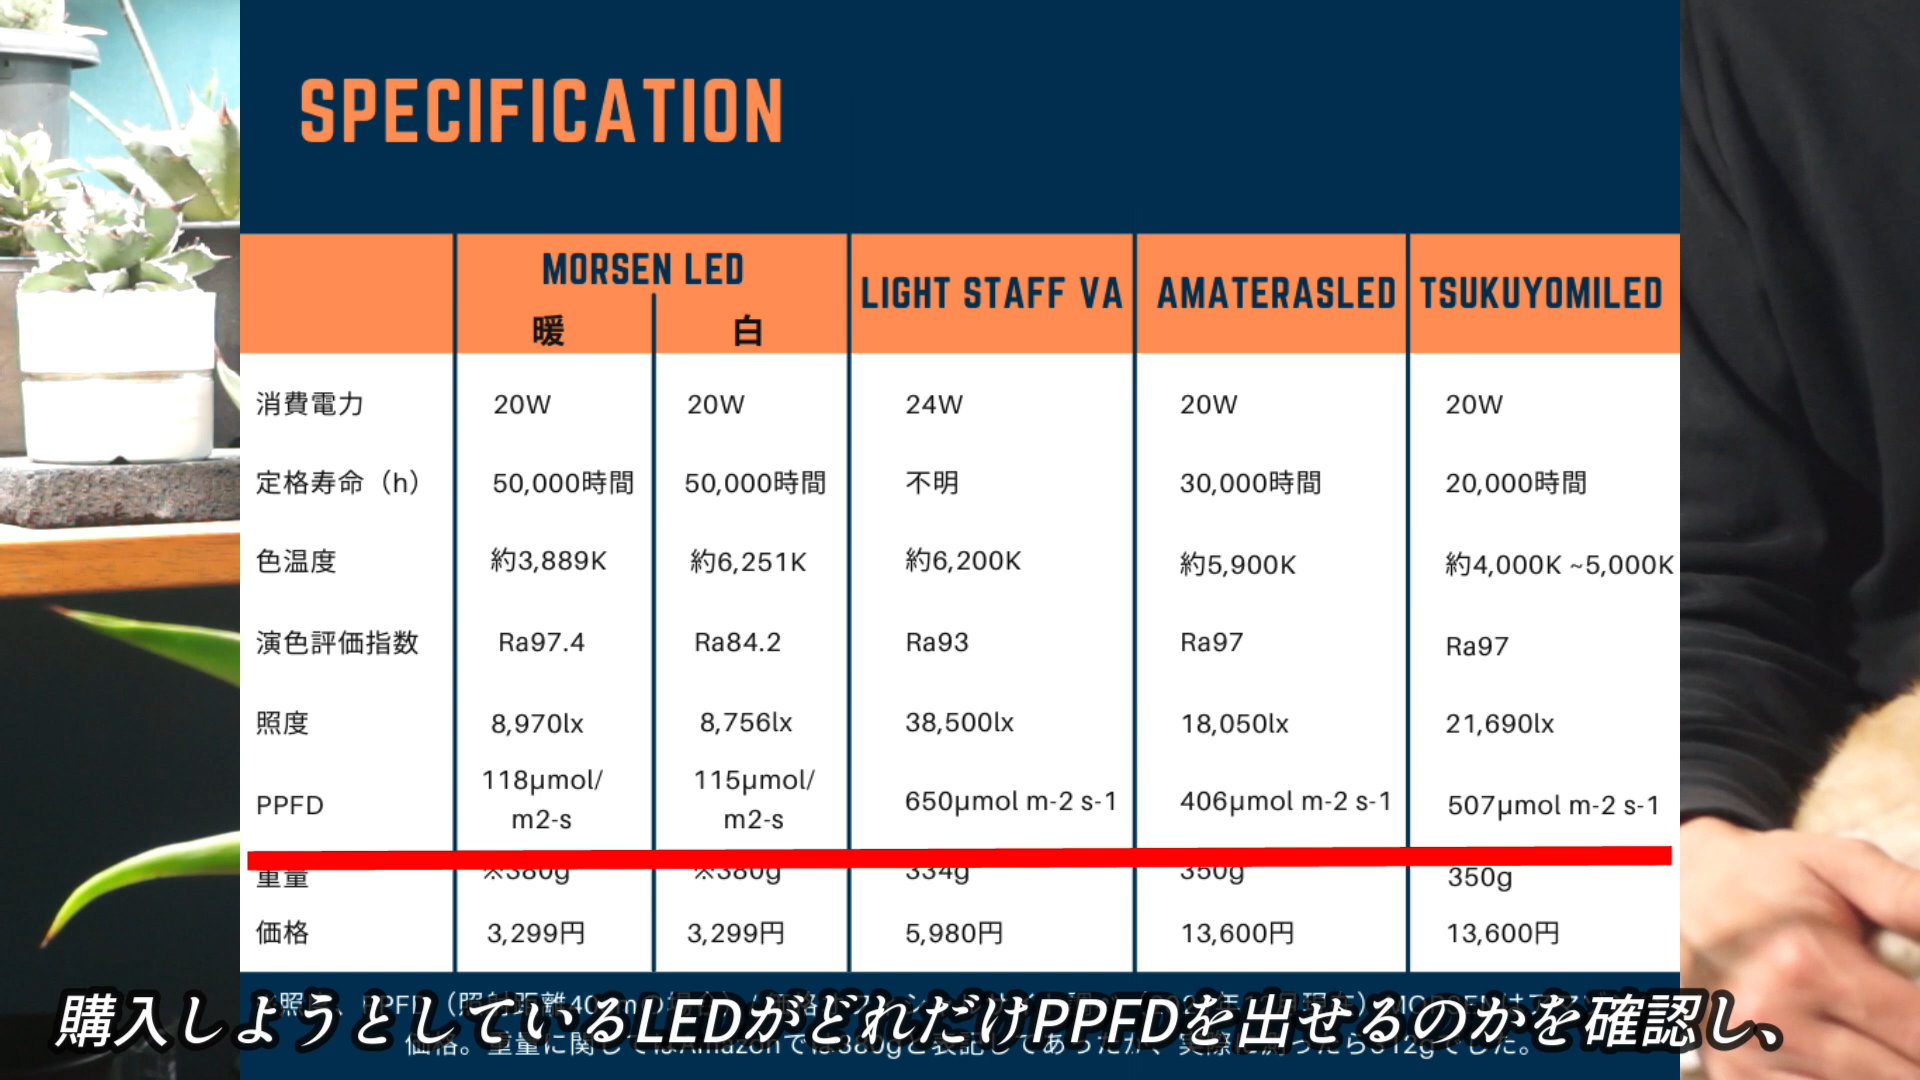 SPECIFICATION
MORSEN LED
暖 白
LIGHT STAFF VA
AMATERASLED
TSUKUYOMILED
消費電力 20W 20W 24W 20W 20W
定格寿命（h） 50,000時間 50,000時間 不明 30,000時間 20,000時間
色温度 約3,889K 約6,251K 約6,200K 約5,900K 約4,000K ~5,000K
演色評価指数 Ra97.4 Ra84.2 Ra93 Ra97 Ra97
照度 8,970lx 8,756lx 38,500lx 18,050lx 21,690lx
PPFD 118μmol/m2-s 115μmol/m2-s 650μmol m-2 s-1 406μmol m-2 s-1 507μmol m-2 s-1
重量 ※380g ※380g 334g 350g 350g
価格 3,299円 3,299円 5,980円 13,600円 13,600円
購入しようとしているLEDがどれだけPPFDを出せるのかを確認し、